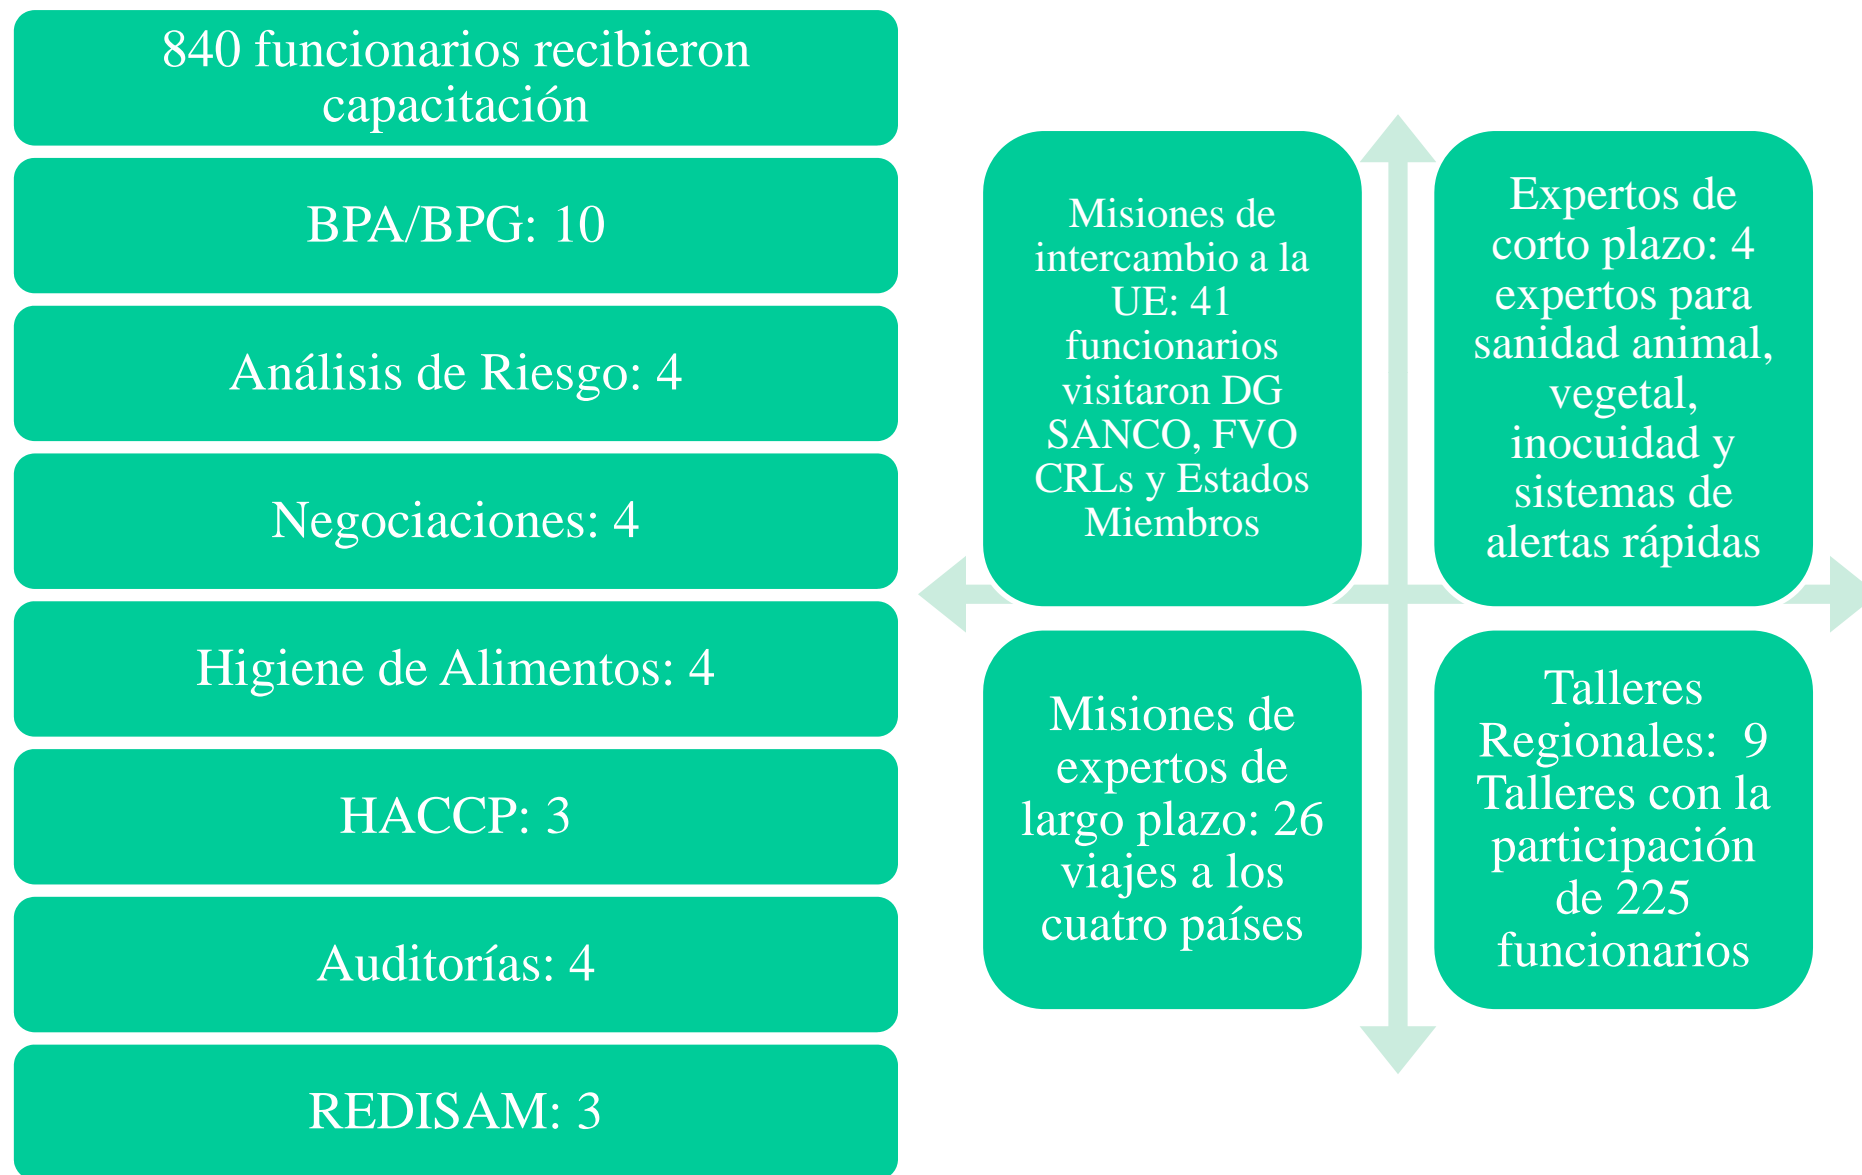 840 funcionarios recibieron
capacitación
BPA/BPG: 10
Análisis de Riesgo: 4
Negociaciones: 4
Higiene de Alimentos: 4
HACCP: 3
Auditorías: 4
REDISAM: 3
Misiones de
intercambio a la
UE: 41
funcionarios
visitaron DG
SANCO, FVO
CRLs y Estados
Miembros
Expertos de
corto plazo: 4
expertos para
sanidad animal,
vegetal,
inocuidad y
sistemas de
alertas rápidas
Misiones de
expertos de
largo plazo: 26
viajes a los
cuatro países
Talleres
Regionales: 9
Talleres con la
participación
de 225
funcionarios